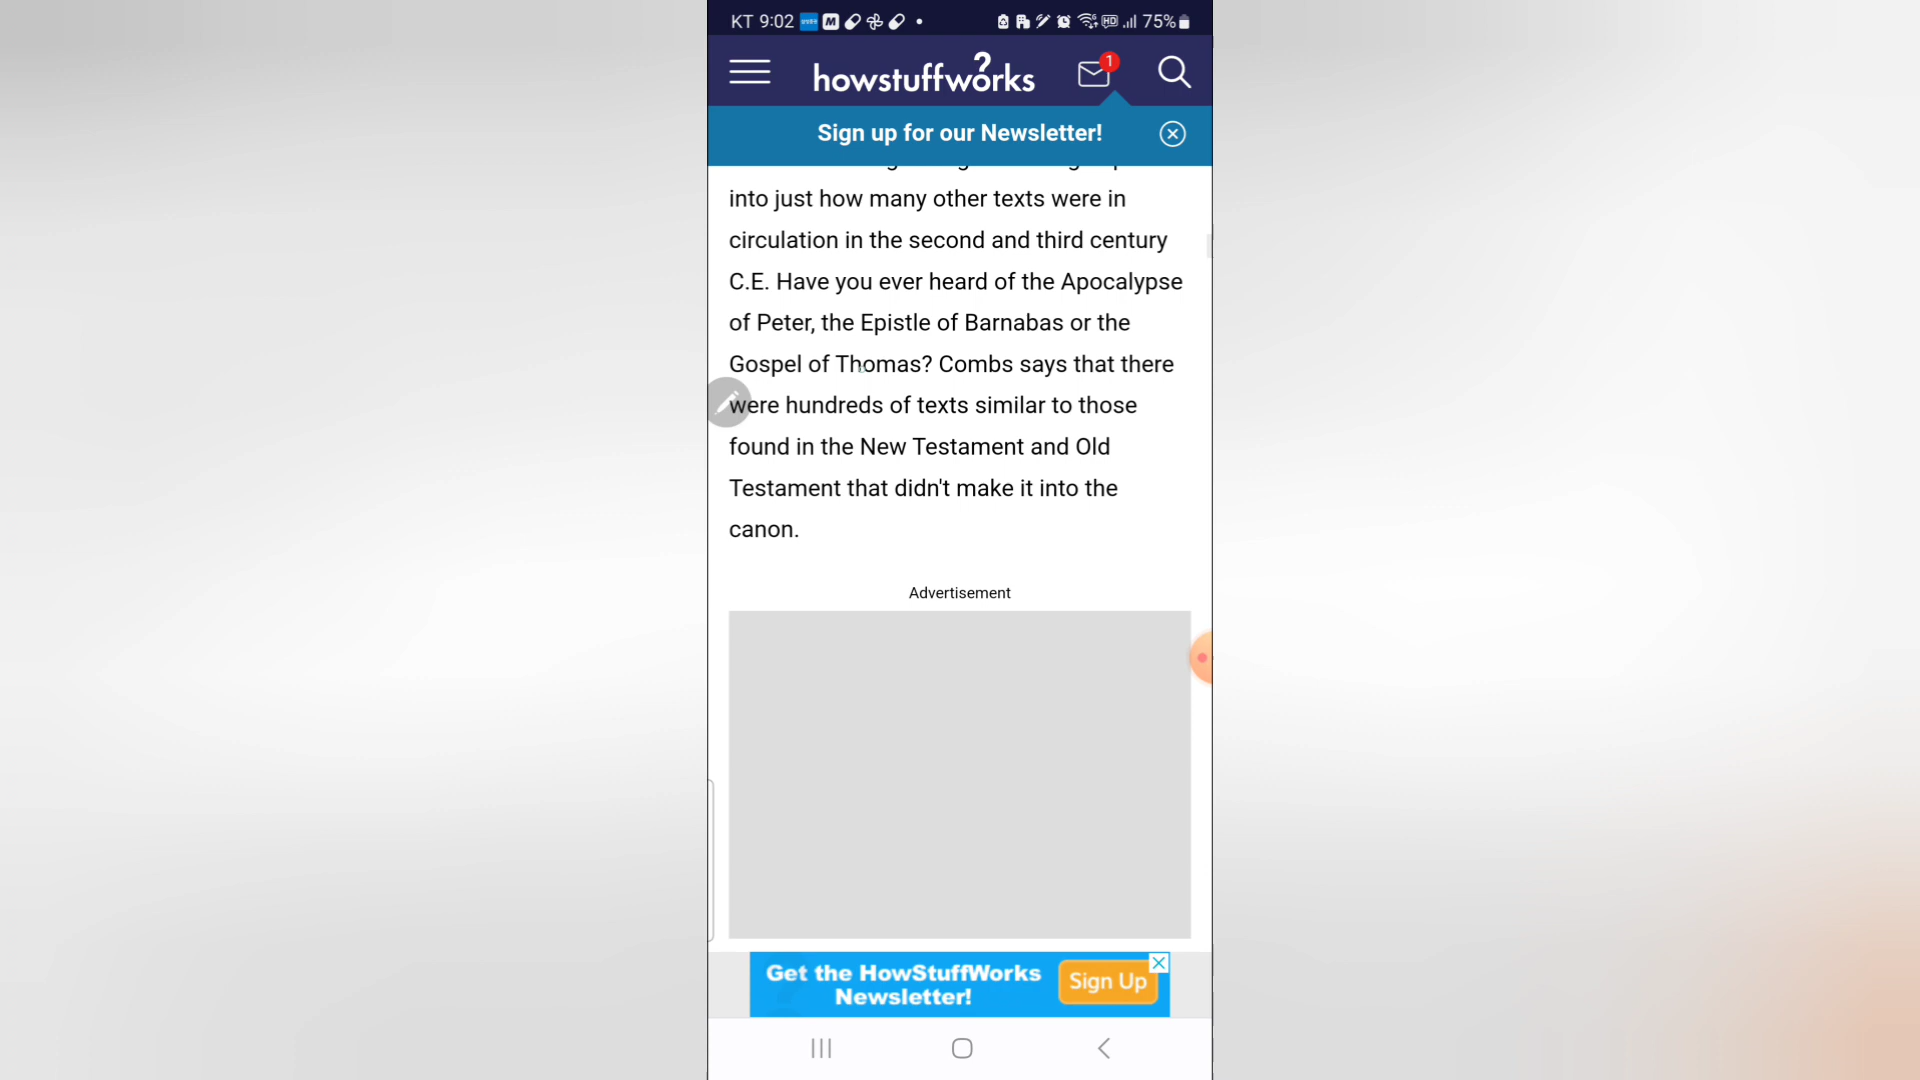 KT 9:02
75%
howstuffworks
1
Sign up for our Newsletter!
into just how many other texts were in
circulation in the second and third century
C.E. Have you ever heard of the Apocalypse
of Peter, the Epistle of Barnabas or the
Gospel of Thomas? Combs says that there
were hundreds of texts similar to those
found in the New Testament and Old
Testament that didn't make it into the
canon.
Advertisement
Get the HowStuffWorks
Newsletter!
Sign Up